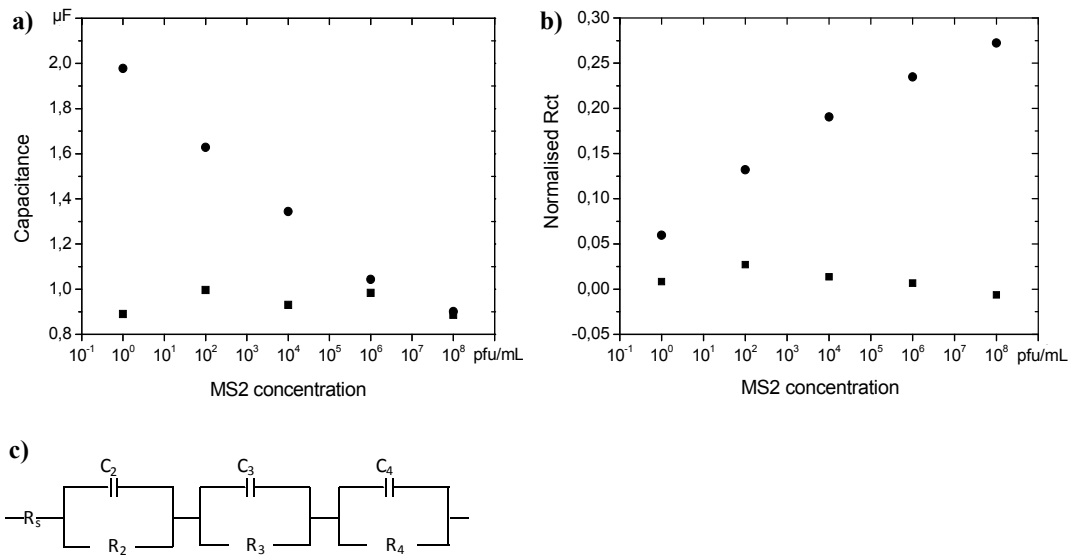 a)
µF
2,0
1,8
1,6
1,4
1,2
1,0
0,8
Capacitance
10⁻¹ 10⁰ 10¹ 10² 10³ 10⁴ 10⁵ 10⁶ 10⁷ 10⁸ pfu/mL
MS2 concentration
b)
0,30
0,25
0,20
0,15
0,10
0,05
0,00
-0,05
Normalised Rct
10⁻¹ 10⁰ 10¹ 10² 10³ 10⁴ 10⁵ 10⁶ 10⁷ 10⁸ pfu/mL
MS2 concentration
c)
C₂ C₃ C₄
Rₛ
R₂ R₃ R₄